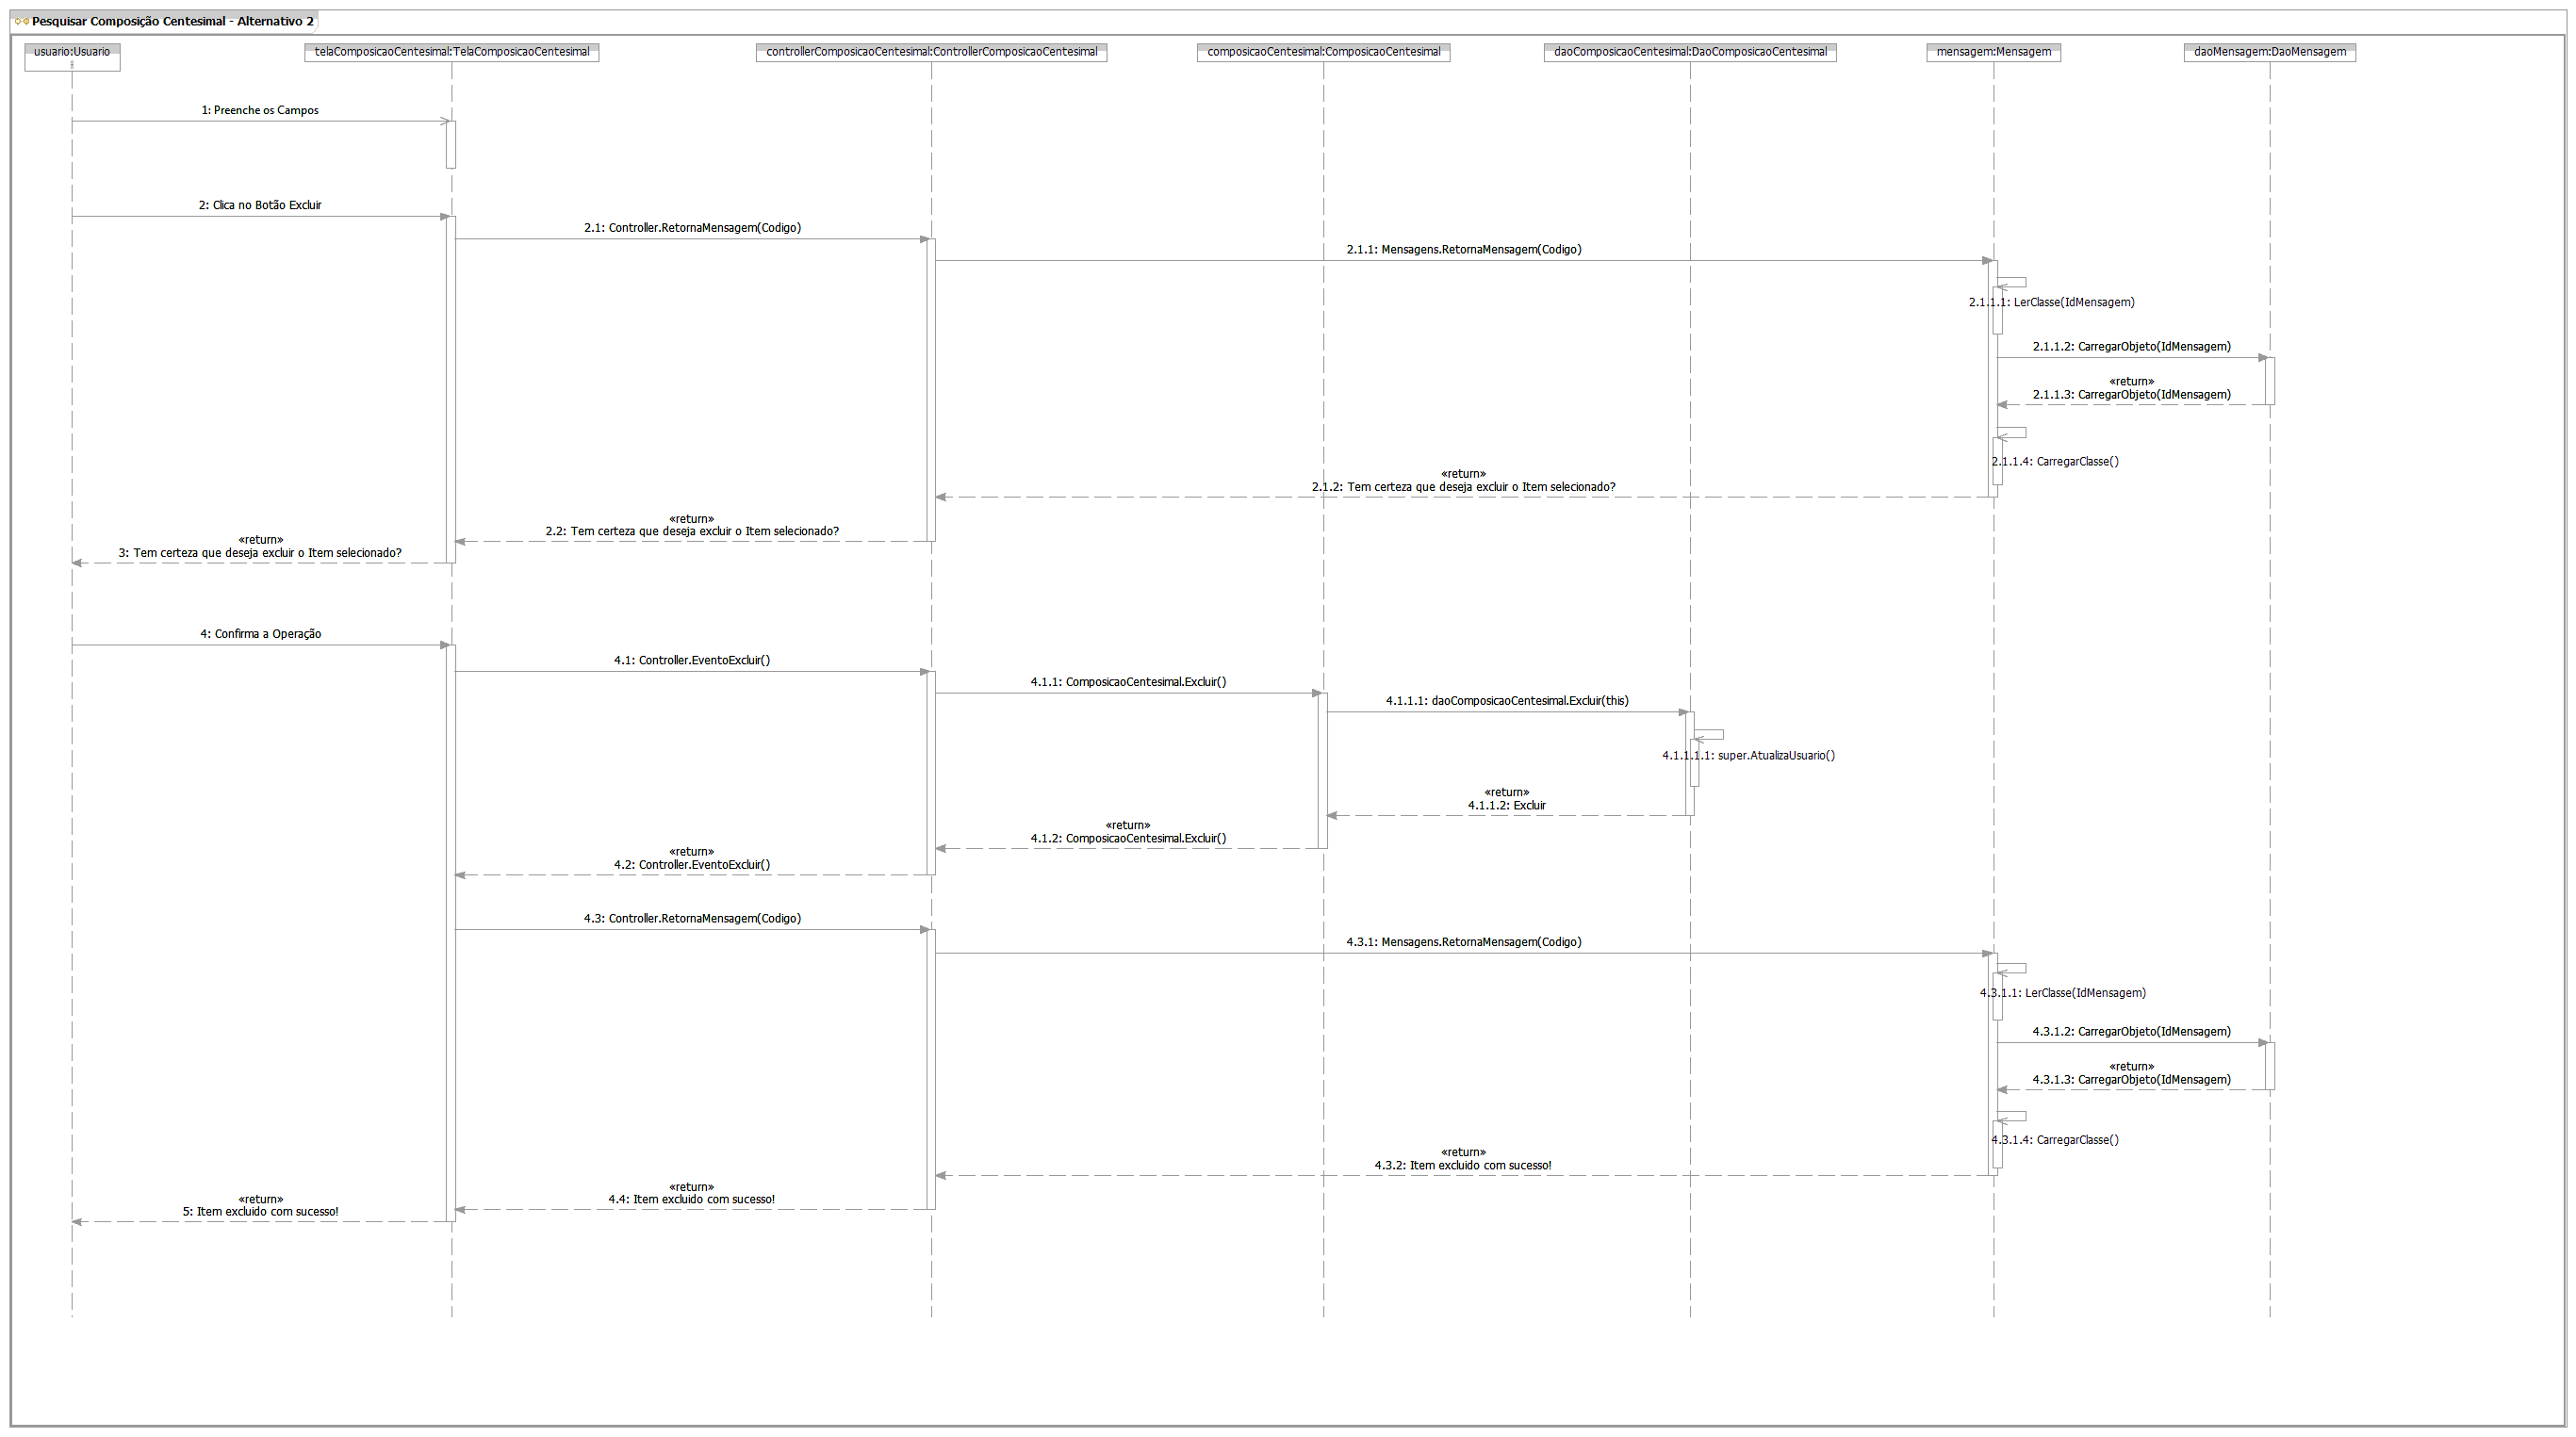 Pesquisar Composição Centesimal - Alternativo 2
usuario:Usuario
telaComposicaoCentesimal:TelaComposicaoCentesimal
controllerComposicaoCentesimal:ControllerComposicaoCentesimal
composicaoCentesimal:ComposicaoCentesimal
daoComposicaoCentesimal:DaoComposicaoCentesimal
mensagem:Mensagem
daoMensagem:DaoMensagem
1: Preenche os Campos
2: Clica no Botão Excluir
2.1: Controller.RetornaMensagem(Codigo)
2.1.1: Mensagens.RetornaMensagem(Codigo)
2.1.1.1: LerClasse(IdMensagem)
2.1.1.2: CarregarObjeto(IdMensagem)
«return»
2.1.1.3: CarregarObjeto(IdMensagem)
2.1.1.4: CarregarClasse()
«return»
2.1.2: Tem certeza que deseja excluir o Item selecionado?
«return»
2.2: Tem certeza que deseja excluir o Item selecionado?
«return»
3: Tem certeza que deseja excluir o Item selecionado?
4: Confirma a Operação
4.1: Controller.EventoExcluir()
4.1.1: ComposicaoCentesimal.Excluir()
4.1.1.1: daoComposicaoCentesimal.Excluir(this)
4.1.1.1.1: super.AtualizaUsuario()
«return»
4.1.1.2: Excluir
«return»
4.1.2: ComposicaoCentesimal.Excluir()
«return»
4.2: Controller.EventoExcluir()
4.3: Controller.RetornaMensagem(Codigo)
4.3.1: Mensagens.RetornaMensagem(Codigo)
4.3.1.1: LerClasse(IdMensagem)
4.3.1.2: CarregarObjeto(IdMensagem)
«return»
4.3.1.3: CarregarObjeto(IdMensagem)
4.3.1.4: CarregarClasse()
«return»
4.3.2: Item excluido com sucesso!
«return»
4.4: Item excluido com sucesso!
«return»
5: Item excluido com sucesso!